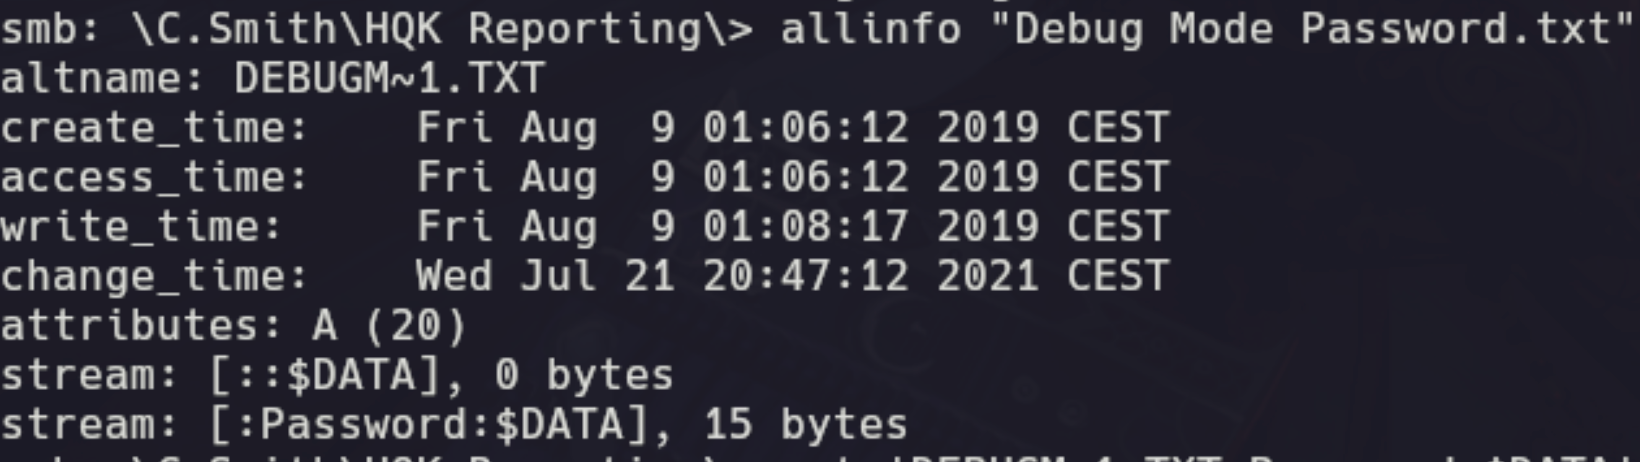 smb: \C.Smith\HQK Reporting\> allinfo "Debug Mode Password.txt"
altname: DEBUGM~1.TXT
create_time:    Fri Aug  9 01:06:12 2019 CEST
access_time:    Fri Aug  9 01:06:12 2019 CEST
write_time:     Fri Aug  9 01:08:17 2019 CEST
change_time:    Wed Jul 21 20:47:12 2021 CEST
attributes: A (20)
stream: [::$DATA], 0 bytes
stream: [:Password:$DATA], 15 bytes